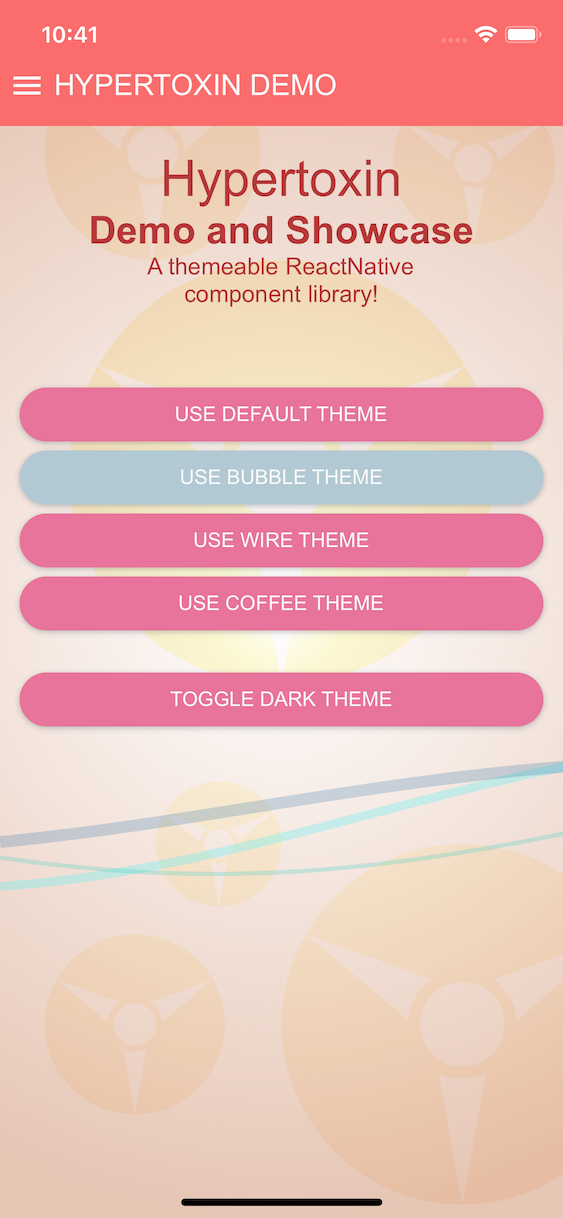 10:41
HYPERTOXIN DEMO
Hypertoxin
Demo and Showcase
A themeable ReactNative
component library!
USE DEFAULT THEME
USE BUBBLE THEME
USE WIRE THEME
USE COFFEE THEME
TOGGLE DARK THEME